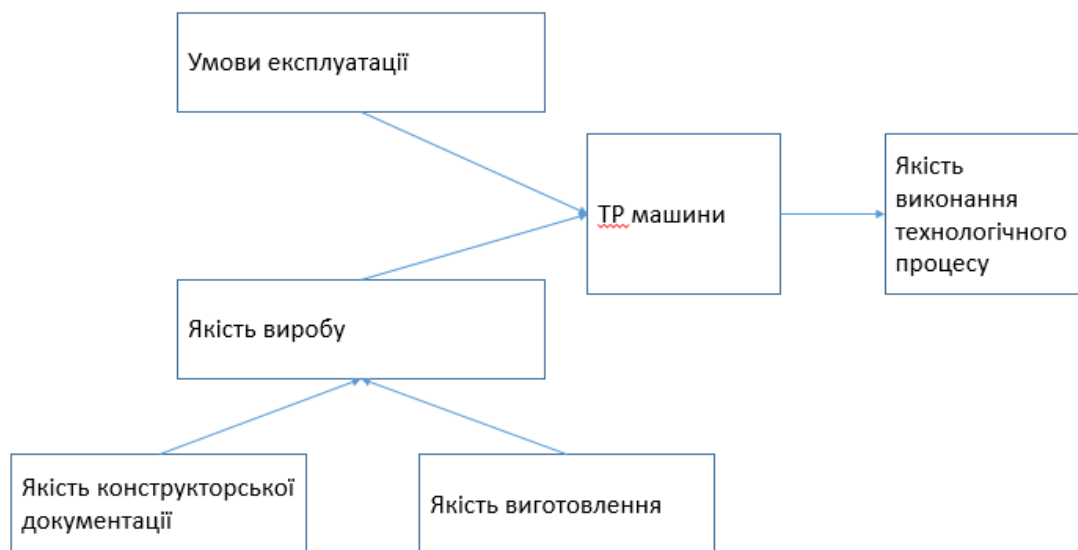 Умови експлуатації
ТР машини
Якість
виконання
технологічного
процесу
Якість виробу
Якість конструкторської
документації
Якість виготовлення